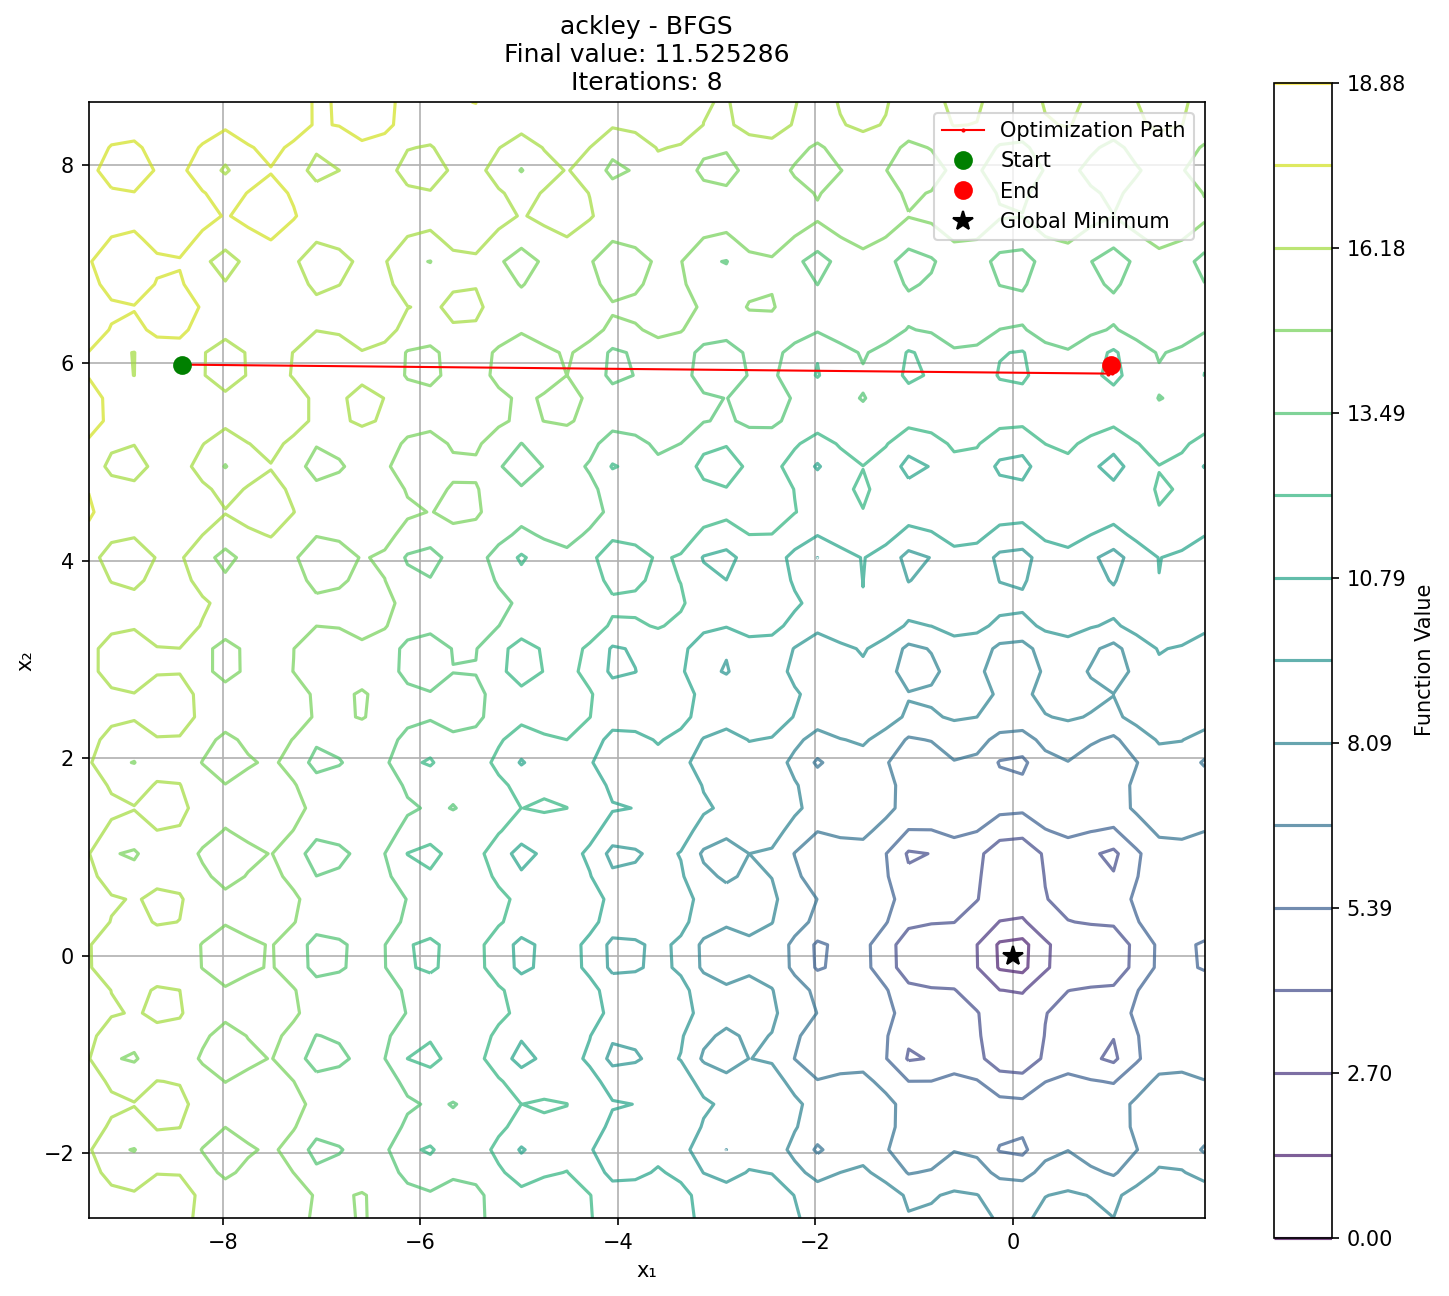 ackley - BFGS
Final value: 11.525286
Iterations: 8
Optimization Path
Start
End
Global Minimum
8
6
4
2
0
−2
−8
−6
−4
−2
0
x₁
x₂
18.88
16.18
13.49
10.79
8.09
5.39
2.70
0.00
Function Value